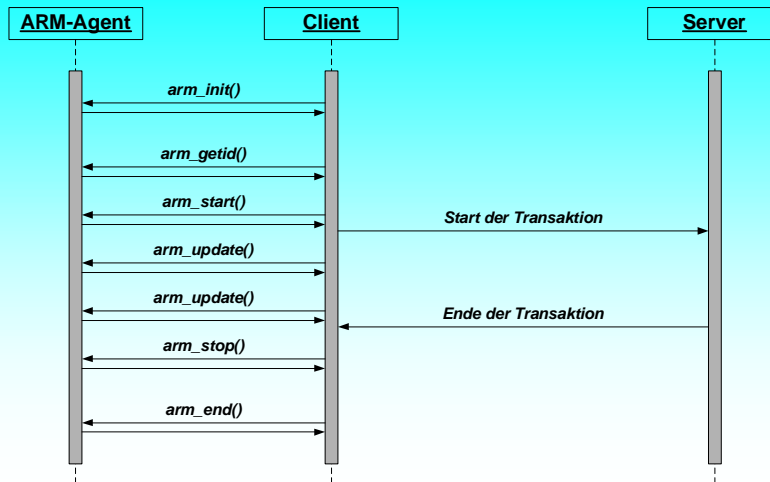 ARM-Agent
Client
Server
arm_init()
arm_getid()
arm_start()
Start der Transaktion
arm_update()
arm_update()
Ende der Transaktion
arm_stop()
arm_end()